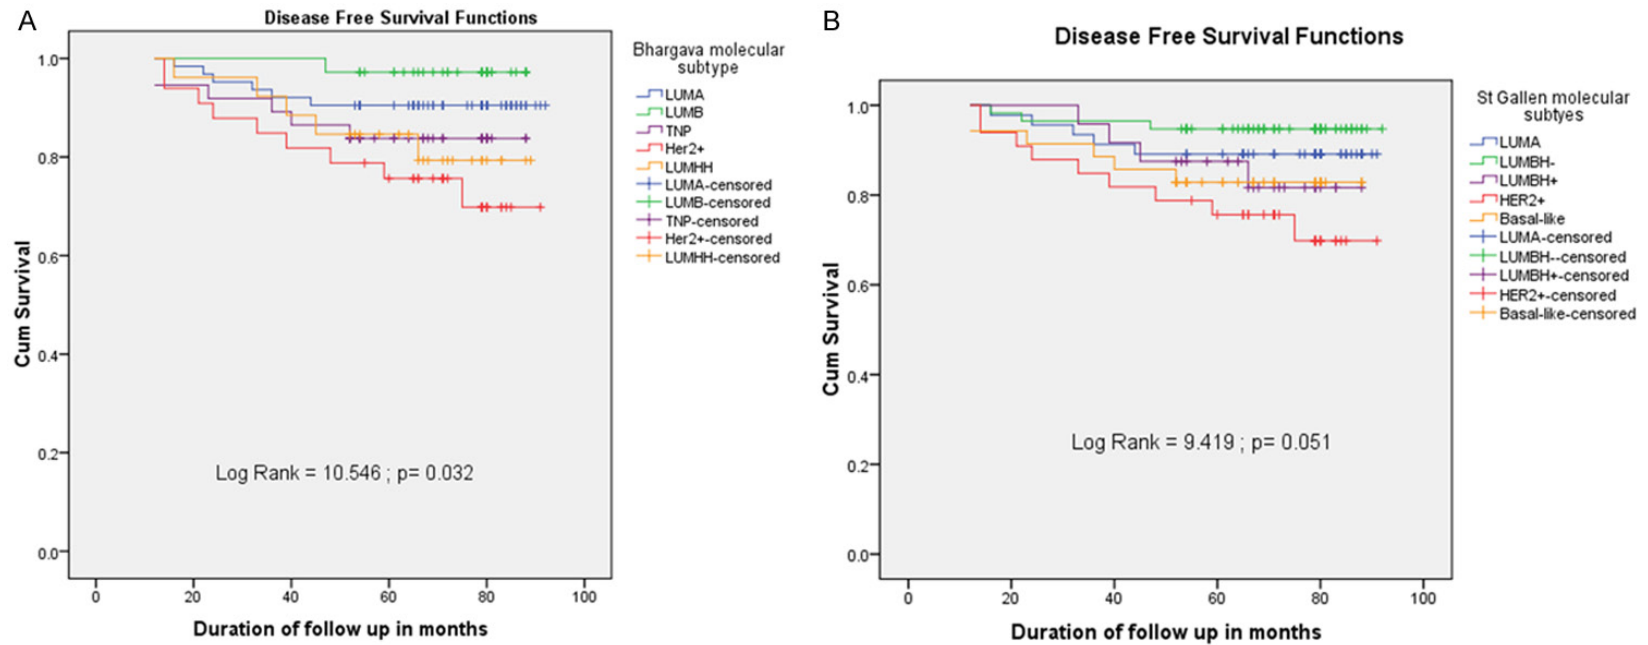 A
Disease Free Survival Functions
Bhargava molecular
subtype
LUMA
LUMB
TNP
Her2+
LUMHH
LUMA-censored
LUMB-censored
TNP-censored
Her2+-censored
LUMHH-censored
Cum Survival
1.0
0.8
0.6
0.4
0.2
0.0
Log Rank = 10.546 ; p= 0.032
0 20 40 60 80 100
Duration of follow up in months
B
Disease Free Survival Functions
St Gallen molecular
subtyes
LUMA
LUMBH-
LUMBH+
HER2+
Basal-like
LUMA-censored
LUMBH--censored
LUMBH+-censored
HER2+-censored
Basal-like-censored
Cum Survival
1.0
0.8
0.6
0.4
0.2
0.0
Log Rank = 9.419 ; p= 0.051
0 20 40 60 80 100
Duration of follow up in months